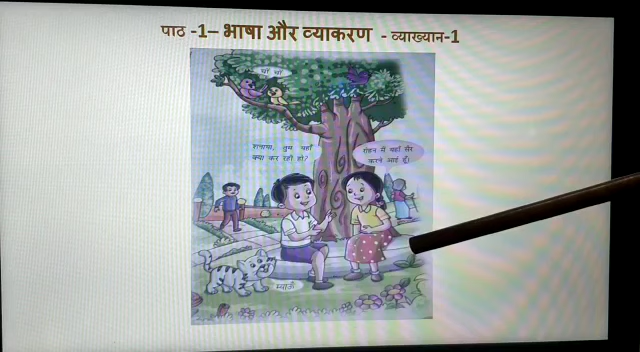 पाठ -1– भाषा और व्याकरण - व्याख्यान-1
चीं चीं
तुम यहाँ
क्या कर रही हो?
रोहन मैं यहाँ सैर
करने आई हूँ।
म्याऊँ